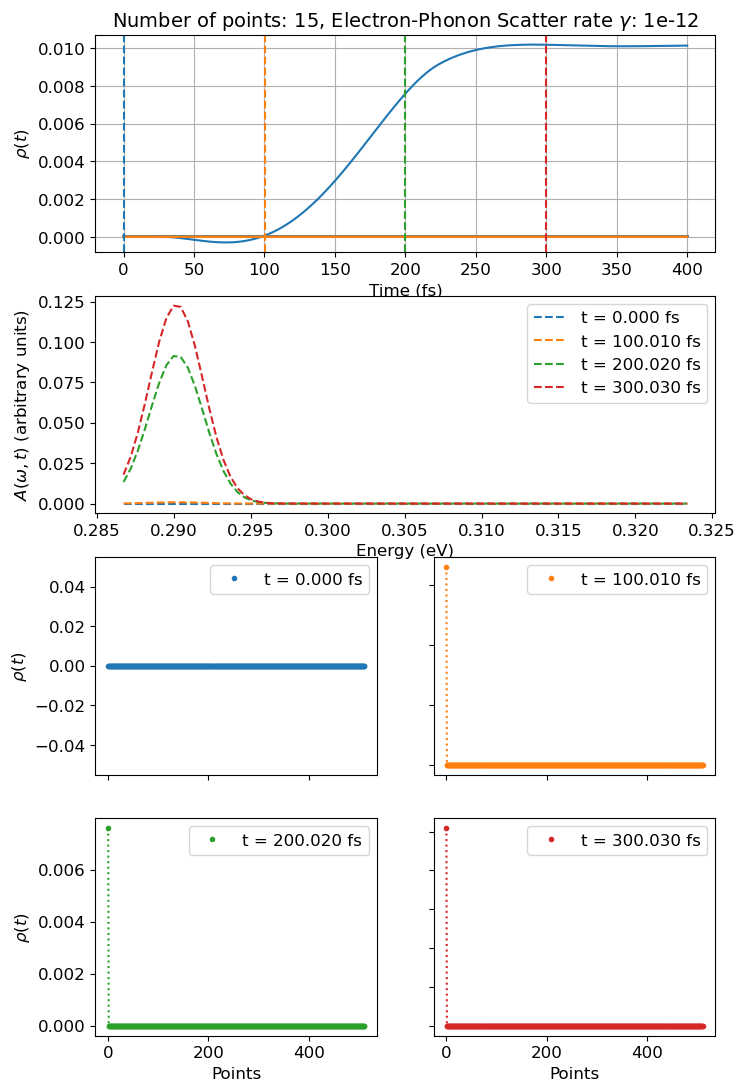 Number of points: 15, Electron-Phonon Scatter rate γ: 1e-12
0.010
0.008
0.006
0.004
0.002
0.000
ρ(t)
0 50 100 150 200 250 300 350 400
Time (fs)
0.125
0.100
0.075
0.050
0.025
0.000
A(ω, t) (arbitrary units)
t = 0.000 fs
t = 100.010 fs
t = 200.020 fs
t = 300.030 fs
0.285 0.290 0.295 0.300 0.305 0.310 0.315 0.320 0.325
Energy (eV)
0.04
0.02
0.00
−0.02
−0.04
ρ(t)
t = 0.000 fs
t = 100.010 fs
0.006
0.004
0.002
0.000
ρ(t)
t = 200.020 fs
0 200 400
Points
t = 300.030 fs
0 200 400
Points